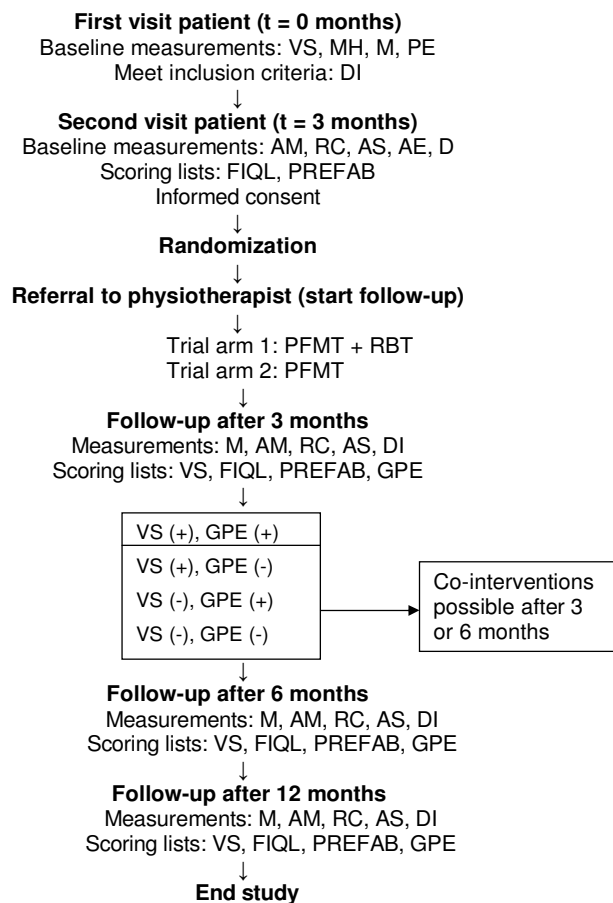 First visit patient (t = 0 months)
Baseline measurements: VS, MH, M, PE
Meet inclusion criteria: DI
↓
Second visit patient (t = 3 months)
Baseline measurements: AM, RC, AS, AE, D
Scoring lists: FIQL, PREFAB
Informed consent
↓
Randomization
↓
Referral to physiotherapist (start follow-up)
↓
Trial arm 1: PFMT + RBT
Trial arm 2: PFMT
↓
Follow-up after 3 months
Measurements: M, AM, RC, AS, DI
Scoring lists: VS, FIQL, PREFAB, GPE
↓
VS (+), GPE (+)
VS (+), GPE (-)
VS (-), GPE (+)
VS (-), GPE (-)
Co-interventions
possible after 3
or 6 months
↓
Follow-up after 6 months
Measurements: M, AM, RC, AS, DI
Scoring lists: VS, FIQL, PREFAB, GPE
↓
Follow-up after 12 months
Measurements: M, AM, RC, AS, DI
Scoring lists: VS, FIQL, PREFAB, GPE
↓
End study